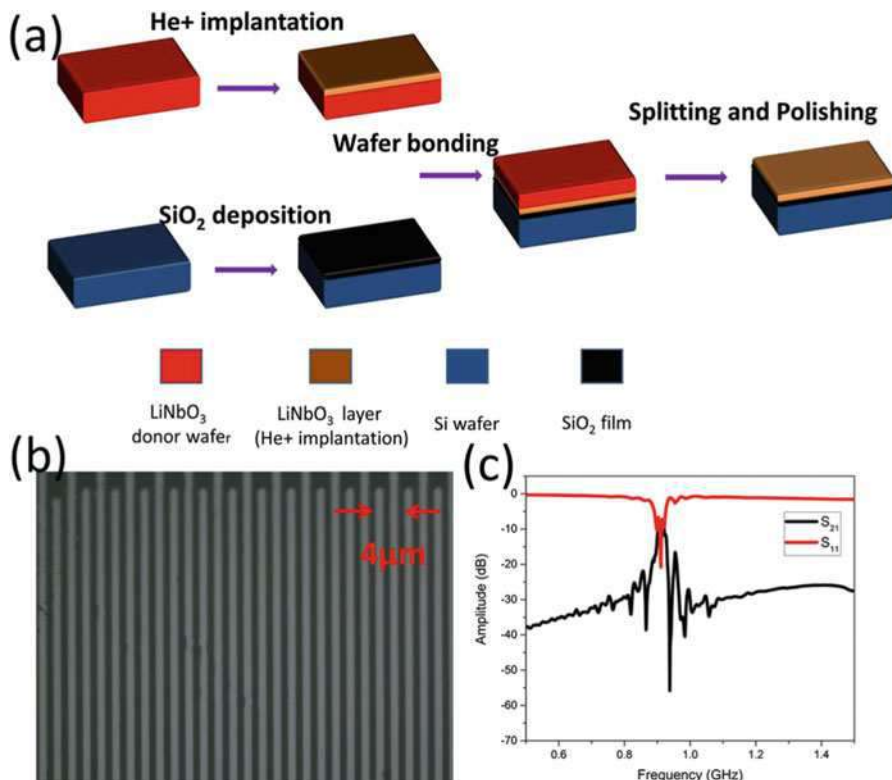 (a)
He+ implantation
Wafer bonding
Splitting and Polishing
SiO₂ deposition
LiNbO₃
donor wafer
LiNbO₃ layer
(He+ implantation)
Si wafer
SiO₂ film
(b)
4μm
(c)
0
-10
-20
-30
-40
-50
-60
-70
Amplitude (dB)
S₂₁
S₁₁
0.6
0.8
1.0
1.2
1.4
Frequency (GHz)